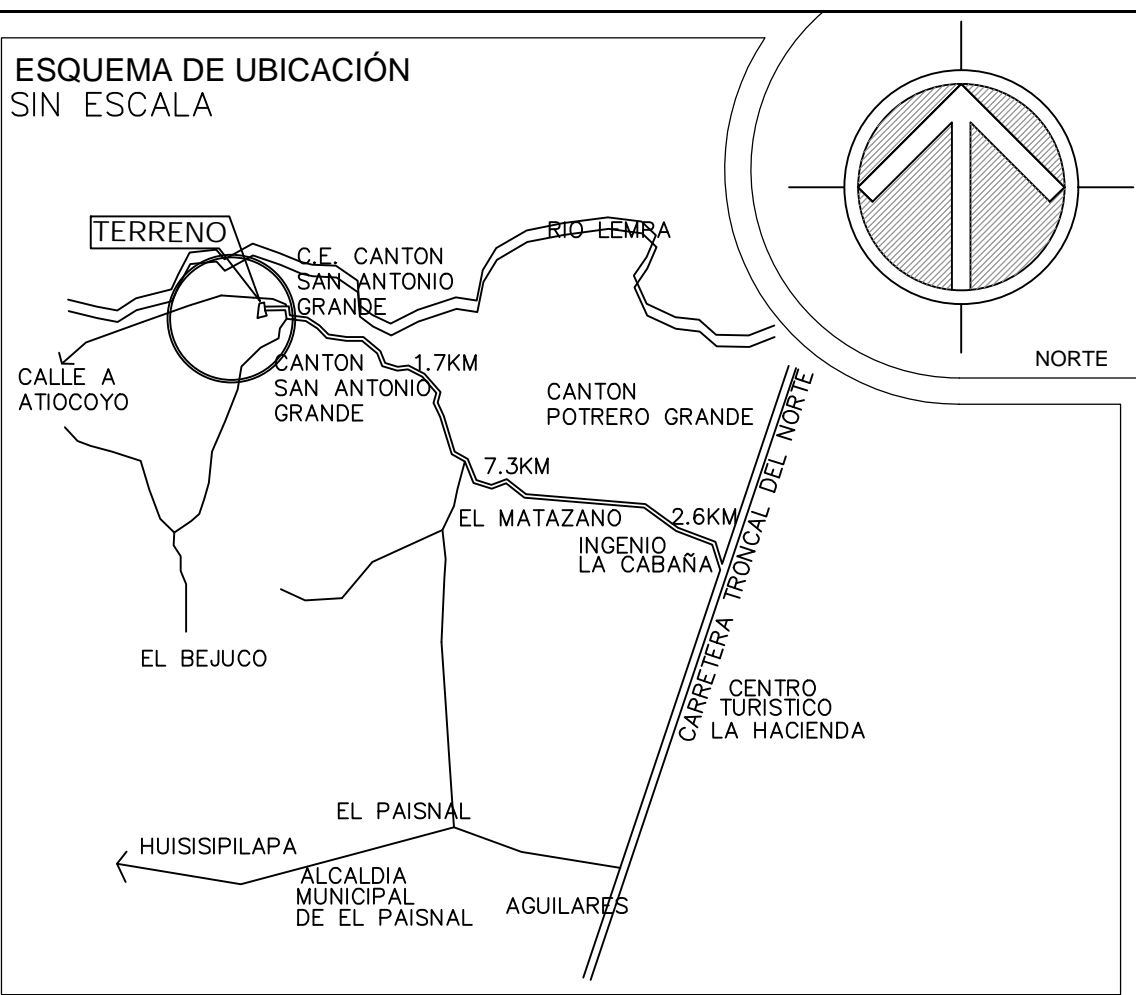 ESQUEMA DE UBICACIÓN
SIN ESCALA
TERRENO
C.E. CANTON
SAN ANTONIO
GRANDE
RIO LEMPA
NORTE
CALLE A
ATIOCOYO
CANTON
SAN ANTONIO
GRANDE
1.7KM
CANTON
POTRERO GRANDE
7.3KM
EL MATAZANO
2.6KM
INGENIO
LA CABAÑA
CARRETERA TRONCAL DEL NORTE
EL BEJUCO
CENTRO
TURISTICO
LA HACIENDA
EL PAISNAL
HUISISIPILAPA
ALCALDIA
MUNICIPAL
DE EL PAISNAL
AGUILARES